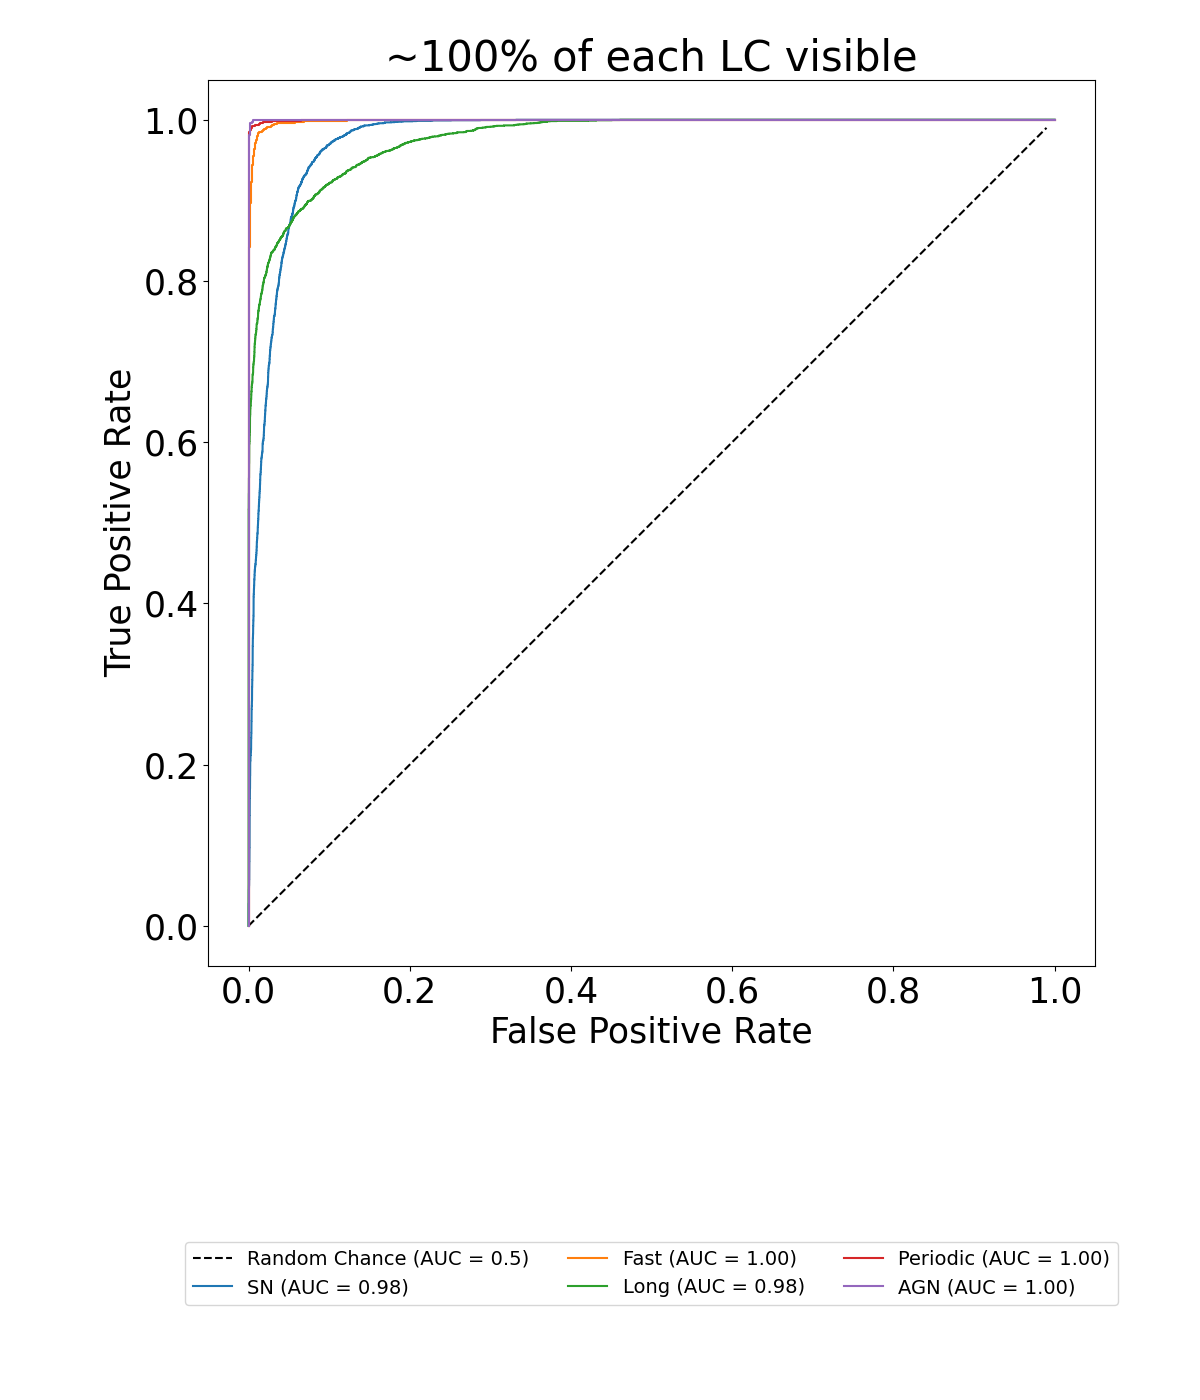 ~100% of each LC visible
True Positive Rate
1.0
0.8
0.6
0.4
0.2
0.0
0.0 0.2 0.4 0.6 0.8 1.0
False Positive Rate
Random Chance (AUC = 0.5) Fast (AUC = 1.00) Periodic (AUC = 1.00)
SN (AUC = 0.98) Long (AUC = 0.98) AGN (AUC = 1.00)